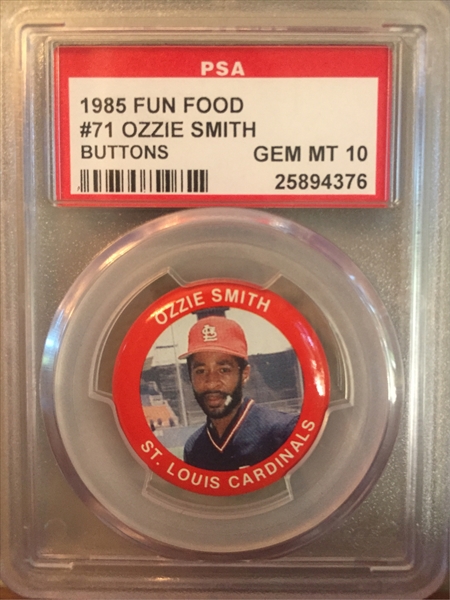 PSA
1985 FUN FOOD
#71 OZZIE SMITH
BUTTONS GEM MT 10
25894376
OZZIE SMITH
StL
ST. LOUIS CARDINALS